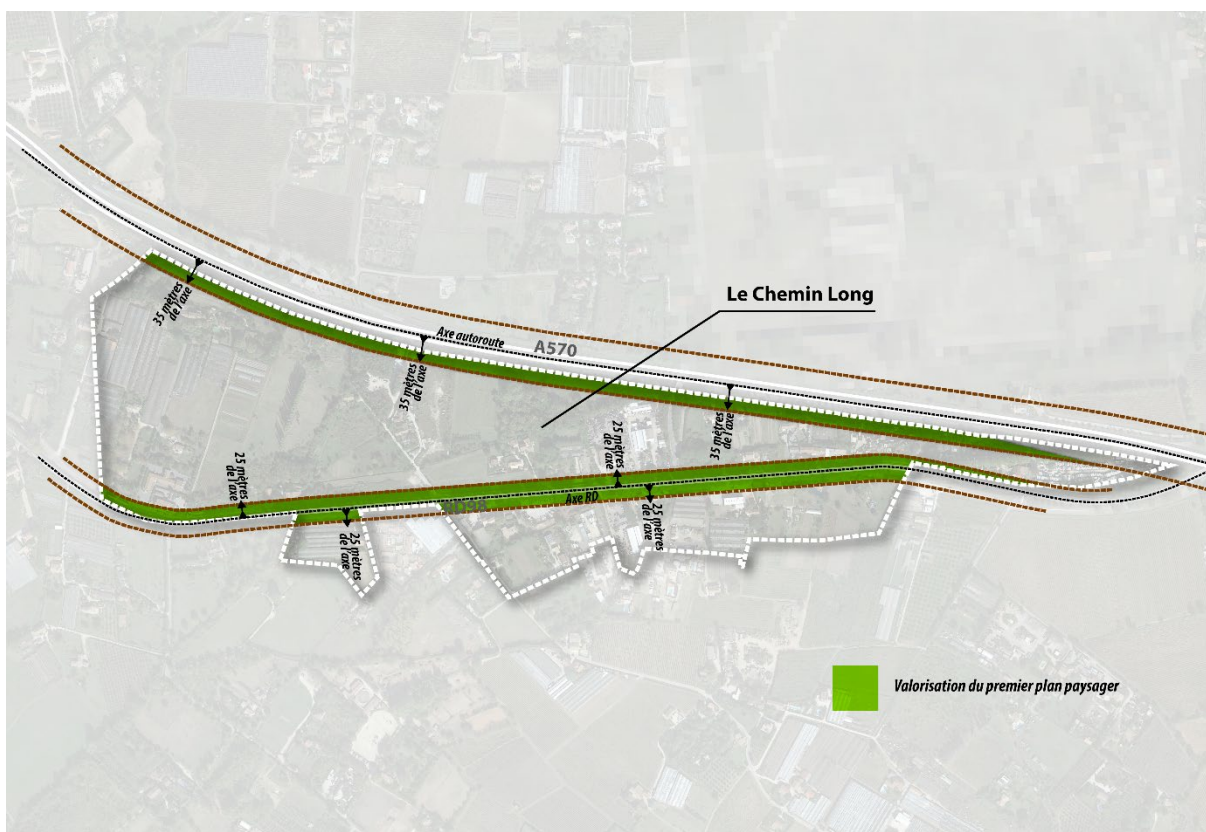 Le Chemin Long
35 mètres
de l'axe
Axe autoroute
A570
35 mètres
de l'axe
35 mètres
de l'axe
25 mètres
de l'axe
25 mètres
de l'axe
Axe RD
25 mètres
de l'axe
25 mètres
de l'axe
Valorisation du premier plan paysager